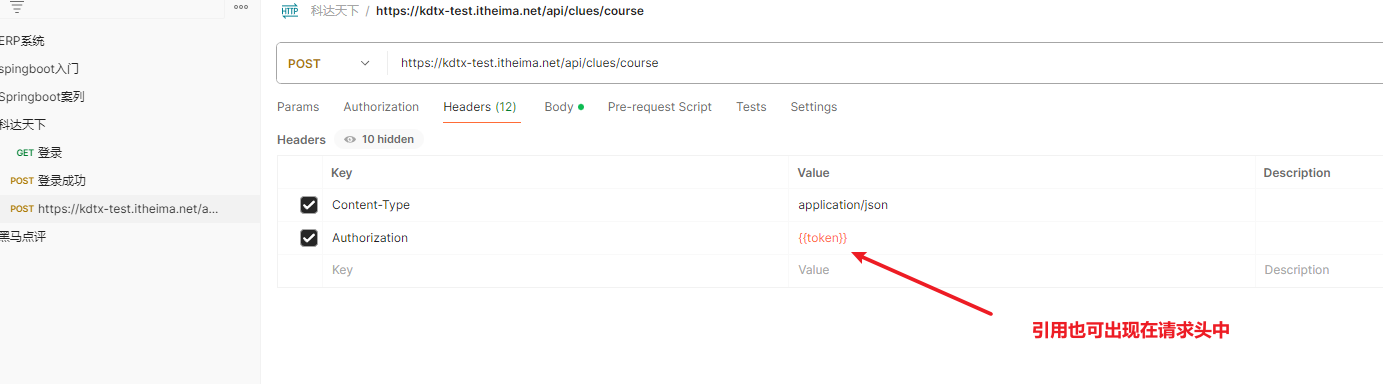 HTTP 科达天下 / https://kdtx-test.itheima.net/api/clues/course
ERP系统
spingboot入门
Springboot案列
科达天下
GET 登录
POST 登录成功
POST https://kdtx-test.itheima.net/a...
黑马点评
POST https://kdtx-test.itheima.net/api/clues/course
Params Authorization Headers (12) Body Pre-request Script Tests Settings
Headers 10 hidden
Key Value Description
Content-Type application/json
Authorization {{token}}
Key Value Description
引用也可出现在请求头中